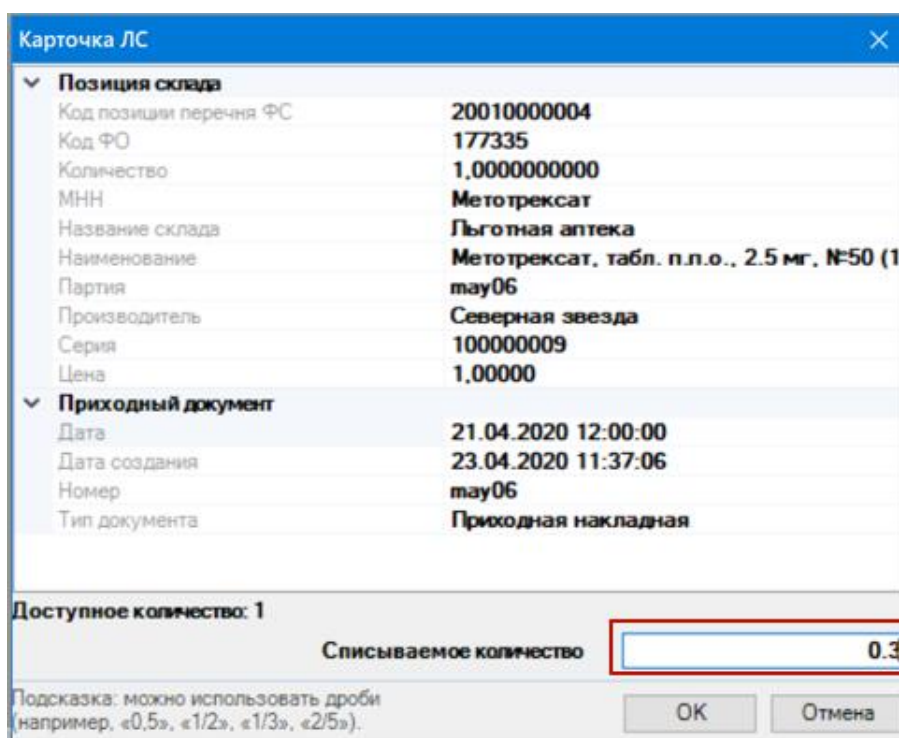 Карточка ЛС
Позиция склада
Код позиции перечня ФС 20010000004
Код ФО 177335
Количество 1,0000000000
МНН Метотрексат
Название склада Льготная аптека
Наименование Метотрексат, табл. п.п.о., 2.5 мг, №50 (1
Партия may06
Производитель Северная звезда
Серия 100000009
Цена 1,00000
Приходный документ
Дата 21.04.2020 12:00:00
Дата создания 23.04.2020 11:37:06
Номер may06
Тип документа Приходная накладная
Доступное количество: 1
Списываемое количество 0.3
Подсказка: можно использовать дроби
(например, «0,5», «1/2», «1/3», «2/5»).
OK Отмена